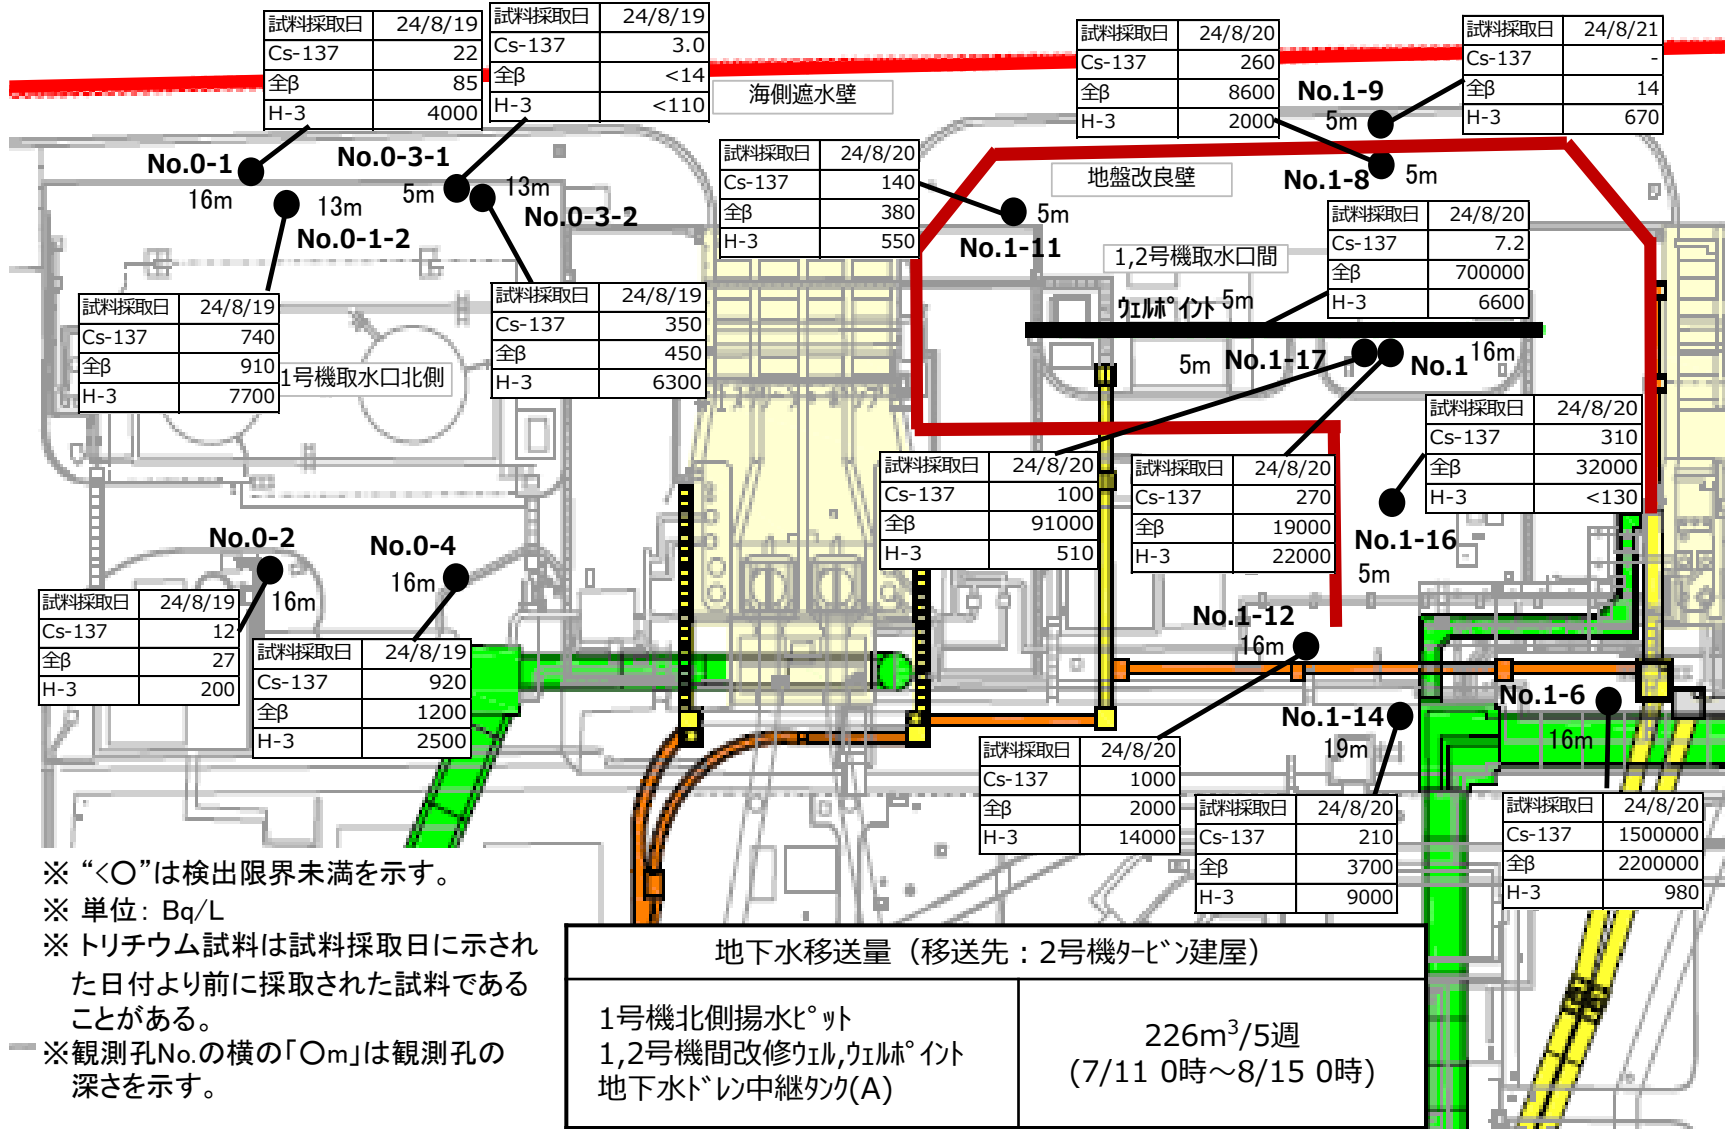 試料採取日 24/8/19
Cs-137 22
全β 85
H-3 4000
試料採取日 24/8/19
Cs-137 3.0
全β <14
H-3 <110
海側遮水壁
試料採取日 24/8/20
Cs-137 260
全β 8600
H-3 2000
試料採取日 24/8/21
Cs-137 -
全β 14
H-3 670
No.1-9
5m
No.0-1
16m
No.0-3-1
5m
13m
No.0-3-2
13m
No.0-1-2
試料採取日 24/8/20
Cs-137 140
全β 380
H-3 550
地盤改良壁
No.1-8
5m
5m
No.1-11
試料採取日 24/8/20
Cs-137 7.2
全β 700000
H-3 6600
1,2号機取水口間
ウェルポイント 5m
試料採取日 24/8/19
Cs-137 740
全β 910
H-3 7700
1号機取水口北側
試料採取日 24/8/19
Cs-137 350
全β 450
H-3 6300
5m
No.1-17
No.1
16m
試料採取日 24/8/20
Cs-137 310
全β 32000
H-3 <130
試料採取日 24/8/20
Cs-137 100
全β 91000
H-3 510
試料採取日 24/8/20
Cs-137 270
全β 19000
H-3 22000
No.1-16
5m
No.0-2
16m
No.0-4
16m
試料採取日 24/8/19
Cs-137 12
全β 27
H-3 200
試料採取日 24/8/19
Cs-137 920
全β 1200
H-3 2500
No.1-12
16m
No.1-14
19m
No.1-6
16m
試料採取日 24/8/20
Cs-137 1000
全β 2000
H-3 14000
試料採取日 24/8/20
Cs-137 210
全β 3700
H-3 9000
試料採取日 24/8/20
Cs-137 1500000
全β 2200000
H-3 980
※ “<○”は検出限界未満を示す。
※ 単位: Bq/L
※ トリチウム試料は試料採取日に示され
た日付より前に採取された試料である
ことがある。
※観測孔No.の横の「○m」は観測孔の
深さを示す。
地下水移送量（移送先：2号機ﾀｰﾋﾞﾝ建屋）
1号機北側揚水ﾋﾟｯﾄ
1,2号機間改修ｳｪﾙ,ｳｪﾙﾎﾟｲﾝﾄ
地下水ﾄﾞﾚﾝ中継ﾀﾝｸ(A)
226m³/5週
(7/11 0時～8/15 0時)